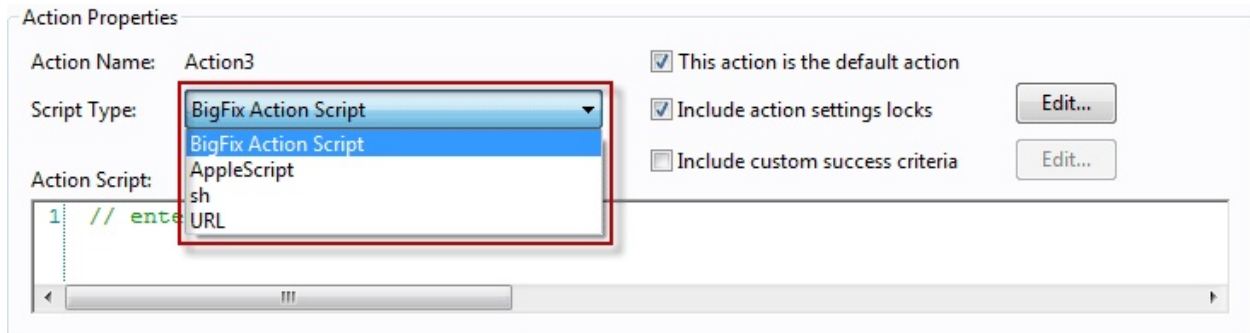 Action Properties
Action Name: Action3
This action is the default action
Script Type: BigFix Action Script
Include action settings locks
Edit...
BigFix Action Script
AppleScript
sh
URL
Include custom success criteria
Edit...
Action Script:
1 // ente